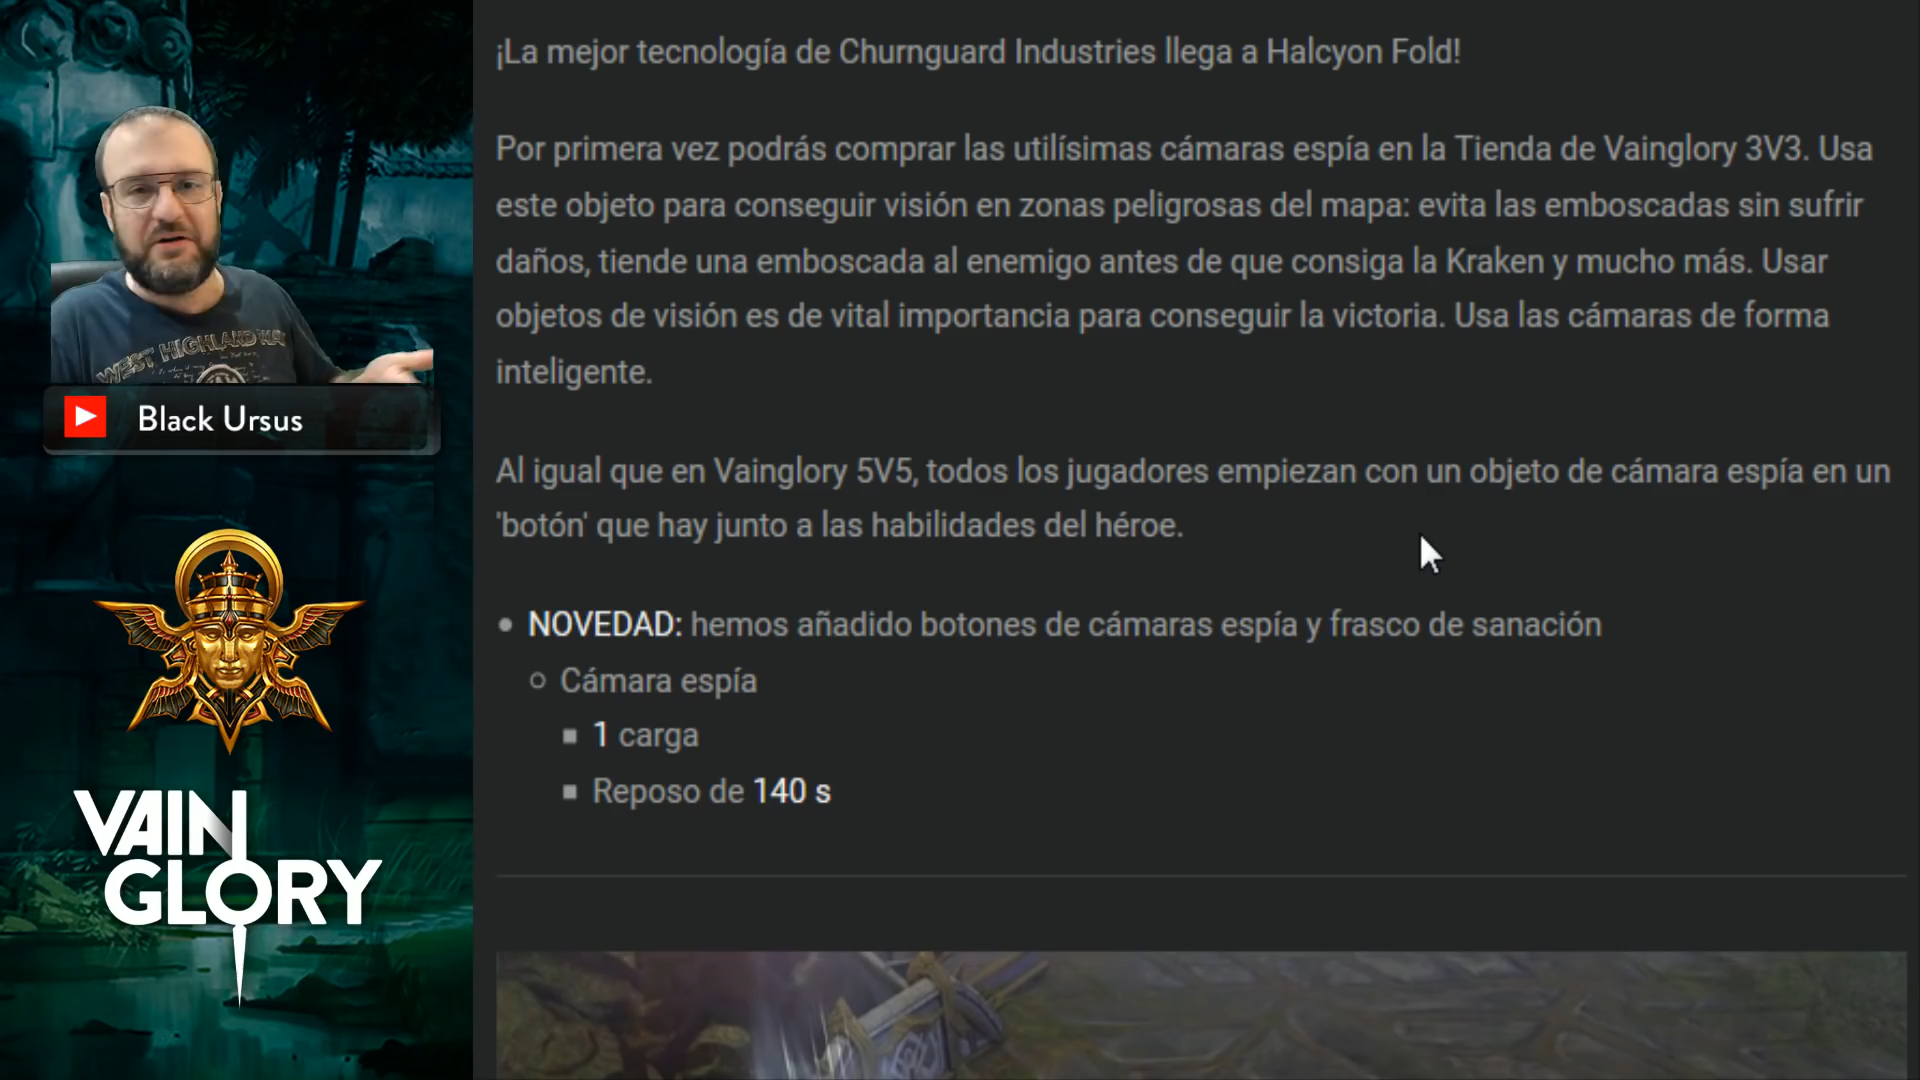 ¡La mejor tecnología de Churnguard Industries llega a Halcyon Fold!
Por primera vez podrás comprar las utilísimas cámaras espía en la Tienda de Vainglory 3V3. Usa
este objeto para conseguir visión en zonas peligrosas del mapa: evita las emboscadas sin sufrir
daños, tiende una emboscada al enemigo antes de que consiga la Kraken y mucho más. Usar
objetos de visión es de vital importancia para conseguir la victoria. Usa las cámaras de forma
inteligente.
Al igual que en Vainglory 5V5, todos los jugadores empiezan con un objeto de cámara espía en un
'botón' que hay junto a las habilidades del héroe.
NOVEDAD: hemos añadido botones de cámaras espía y frasco de sanación
Cámara espía
1 carga
Reposo de 140 s
WEST HIGHLAND WAY
Black Ursus
VAIN
GLORY